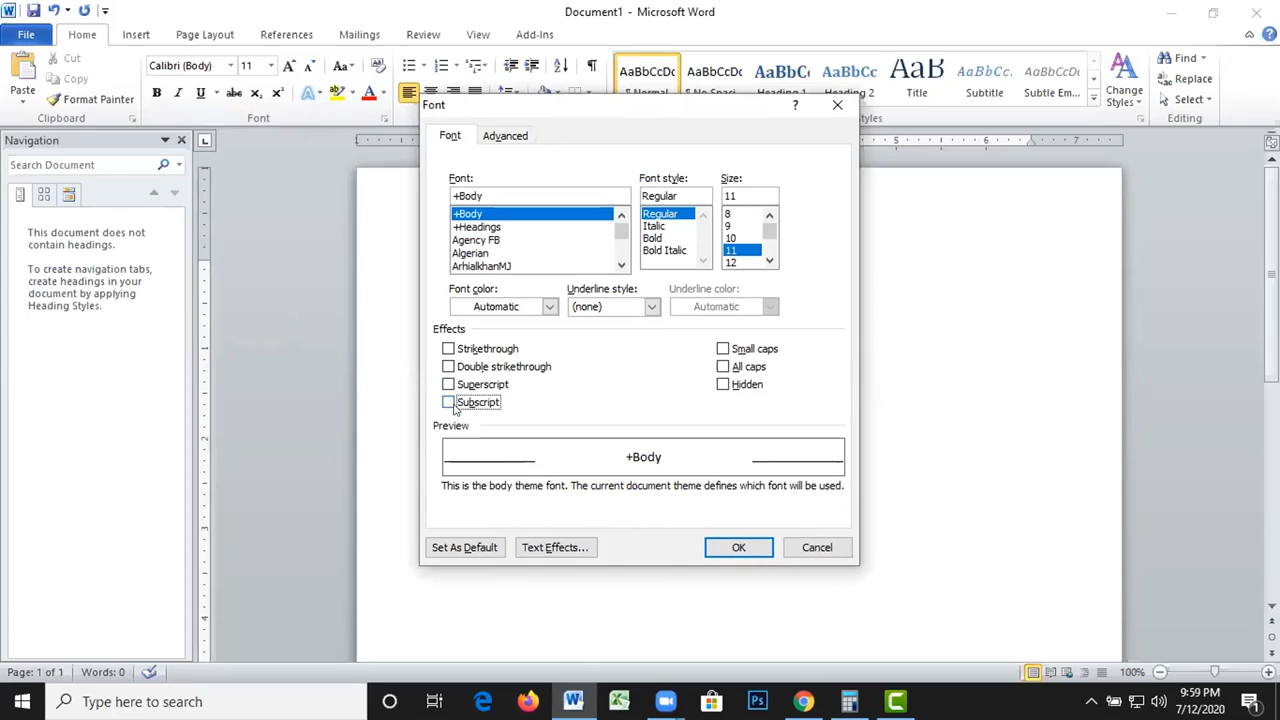 Document1 - Microsoft Word
File Home Insert Page Layout References Mailings Review View Add-Ins
Cut
Copy
Format Painter
Paste
Clipboard
Calibri (Body) 11
Font
AaBbCcDc AaBbCcDc AaBbC AaBbCc AaB AaBbCc. AaBbCcDc
Normal No Spaci... Heading 1 Title Subtitle Subtle Em...
Change Styles
Styles
Find
Replace
Select
Editing
Navigation
Search Document
This document does not
contain headings.
To create navigation tabs,
create headings in your
document by applying
Heading Styles.
Font
Font Advanced
Font: Font style: Size:
+Body Regular 11
+Body Regular 8
+Headings Italic 9
Agency FB Bold 10
Algerian Bold Italic 11
ArhialkhanMJ 12
Font color: Underline style: Underline color:
Automatic (none) Automatic
Effects
Strikethrough Small caps
Double strikethrough All caps
Superscript Hidden
Subscript
Preview
+Body
This is the body theme font. The current document theme defines which font will be used.
Set As Default Text Effects... OK Cancel
Page: 1 of 1 Words: 0 100%
Type here to search
9:59 PM
7/12/2020